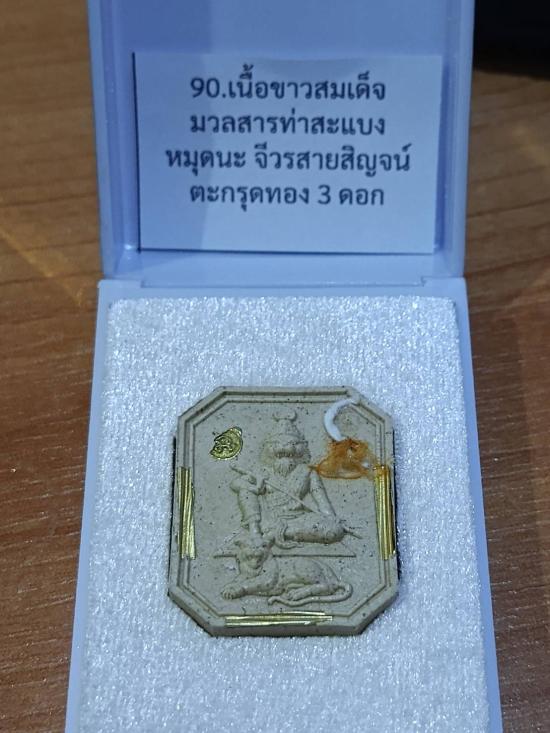 90.เนื้อขาวสมเด็จ
มวลสารท่าสะแบง
หมุดนะ จีวรสายสิญจน์
ตะกรุดทอง 3 ดอก